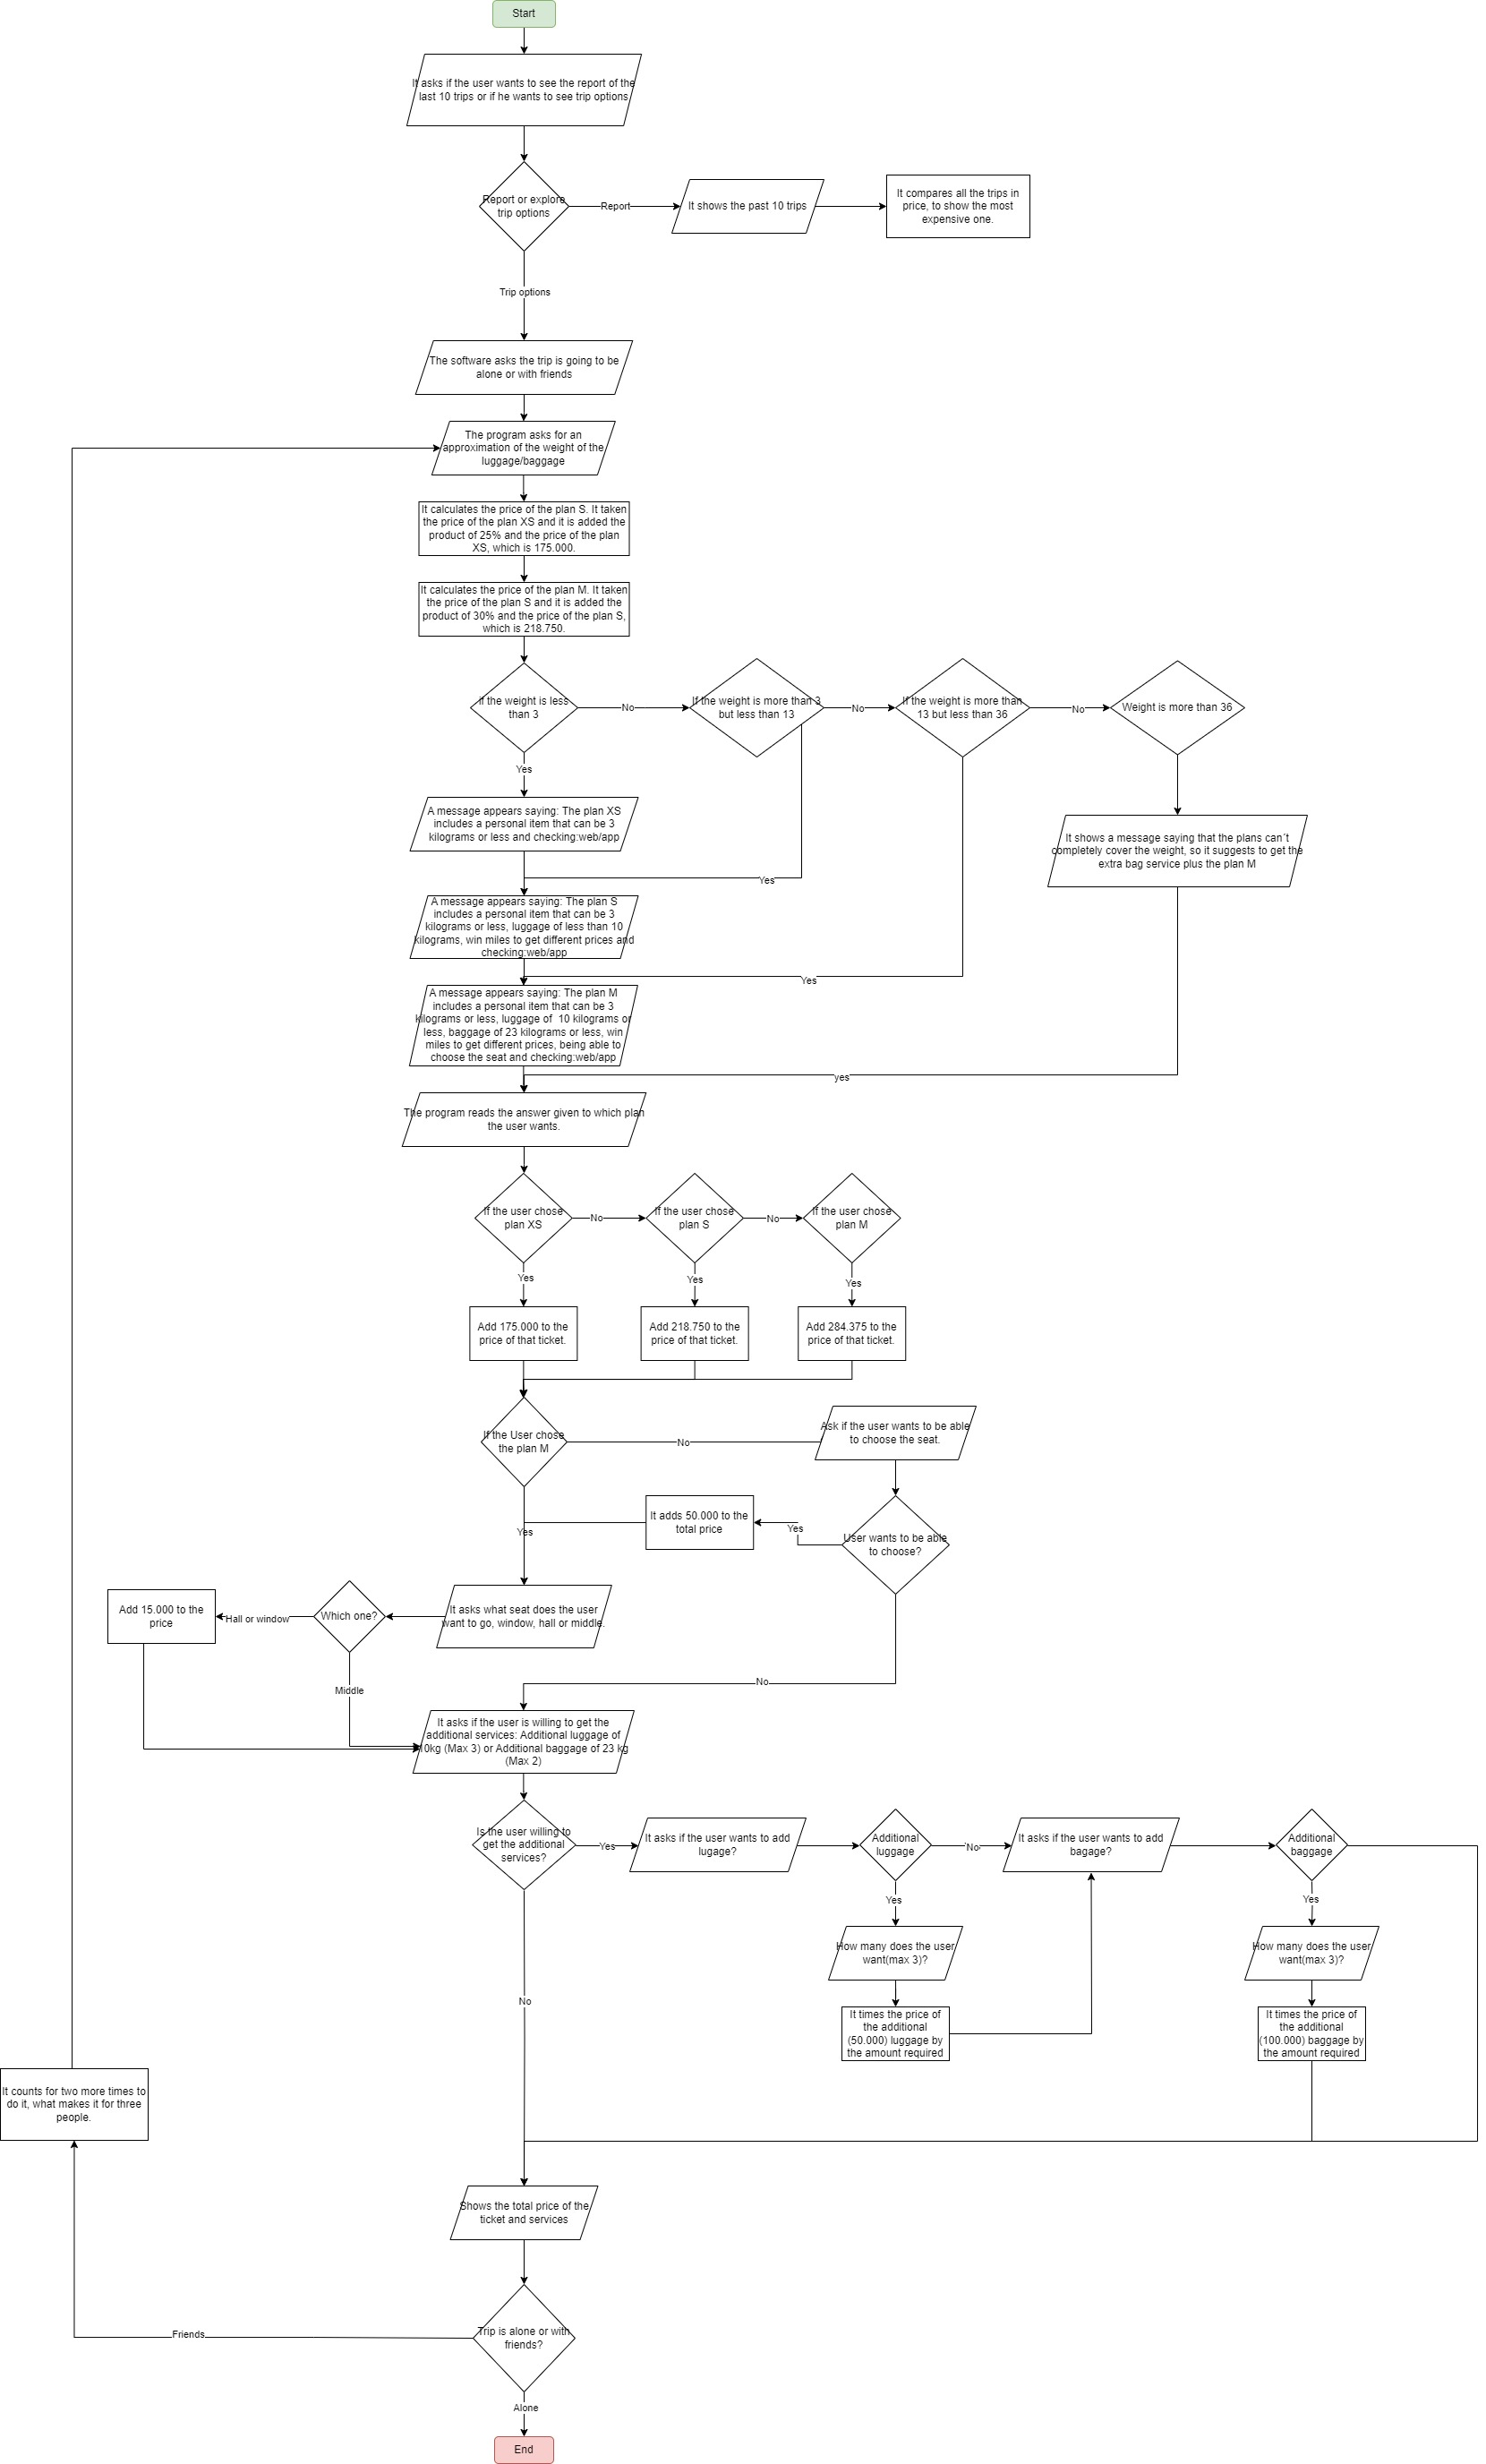 Start
It asks if the user wants to see the report of the
last 10 trips or if he wants to see trip options
Report or explore
trip options
Report
It shows the past 10 trips
It compares all the trips in
price, to show the most
expensive one.
Trip options
The software asks the trip is going to be
alone or with friends
The program asks for an
approximation of the weight of the
luggage/baggage
It calculates the price of the plan S. It taken
the price of the plan XS and it is added the
product of 25% and the price of the plan
XS, which is 175.000.
It calculates the price of the plan M. It taken
the price of the plan S and it is added the
product of 30% and the price of the plan S,
which is 218.750.
if the weight is less
than 3
No
If the weight is more than 3
but less than 13
No
If the weight is more than
13 but less than 36
No
Weight is more than 36
Yes
A message appears saying: The plan XS
includes a personal item that can be 3
kilograms or less and checking:web/app
It shows a message saying that the plans can´t
completely cover the weight, so it suggests to get the
extra bag service plus the plan M
Yes
A message appears saying: The plan S
includes a personal item that can be 3
kilograms or less, luggage of less than 10
kilograms, win miles to get different prices and
checking:web/app
Yes
A message appears saying: The plan M
includes a personal item that can be 3
kilograms or less, luggage of  10 kilograms or
less, baggage of 23 kilograms or less, win
miles to get different prices, being able to
choose the seat and checking:web/app
yes
The program reads the answer given to which plan
the user wants.
If the user chose
plan XS
No
If the user chose
plan S
No
If the user chose
plan M
Yes
Yes
Yes
Add 175.000 to the
price of that ticket.
Add 218.750 to the
price of that ticket.
Add 284.375 to the
price of that ticket.
If the User chose
the plan M
No
Ask if the user wants to be able
to choose the seat.
It adds 50.000 to the
total price
Yes
User wants to be able
to choose?
Yes
Add 15.000 to the
price
Hall or window
Which one?
It asks what seat does the user
want to go, window, hall or middle.
Middle
No
It asks if the user is willing to get the
additional services: Additional luggage of
10kg (Max 3) or Additional baggage of 23 kg
(Max 2)
Is the user willing to
get the additional
services?
Yes
It asks if the user wants to add
lugage?
Additional
luggage
No
It asks if the user wants to add
bagage?
Additional
baggage
Yes
Yes
How many does the user
want(max 3)?
How many does the user
want(max 3)?
No
It times the price of
the additional
(50.000) luggage by
the amount required
It times the price of
the additional
(100.000) baggage by
the amount required
It counts for two more times to
do it, what makes it for three
people.
Shows the total price of the
ticket and services
Friends
Trip is alone or with
friends?
Alone
End